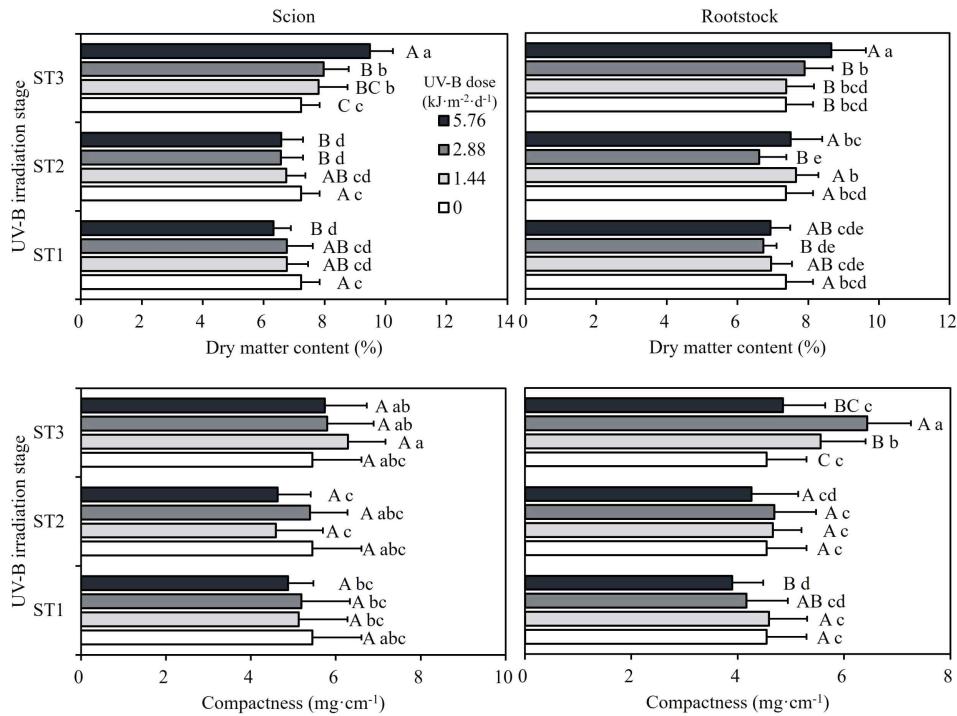 Scion
Rootstock
UV-B irradiation stage
ST3
ST2
ST1
A a
B b
BC b
C c
B d
B d
AB cd
A c
B d
AB cd
AB cd
A c
UV-B dose
(kJ·m⁻²·d⁻¹)
5.76
2.88
1.44
0
0 2 4 6 8 10 12 14
Dry matter content (%)
A a
B b
B bcd
B bcd
A bc
B e
A b
A bcd
AB cde
B de
AB cde
A bcd
0 2 4 6 8 10 12
Dry matter content (%)
UV-B irradiation stage
ST3
ST2
ST1
A ab
A ab
A a
A abc
A c
A abc
A c
A abc
A bc
A bc
A bc
A abc
0 2 4 6 8 10
Compactness (mg·cm⁻¹)
BC c
A a
B b
C c
A cd
A c
A c
A c
B d
AB cd
A c
A c
0 2 4 6 8
Compactness (mg·cm⁻¹)